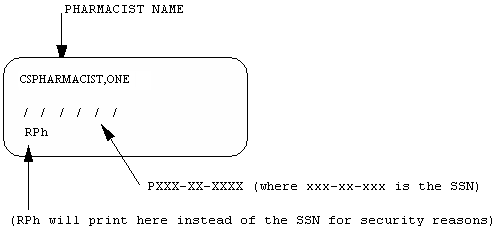 PHARMACIST NAME
CSPHARMACIST,ONE
/ / / / / /
RPh
PXXX-XX-XXXX (where xxx-xx-xxx is the SSN)
(RPh will print here instead of the SSN for security reasons)